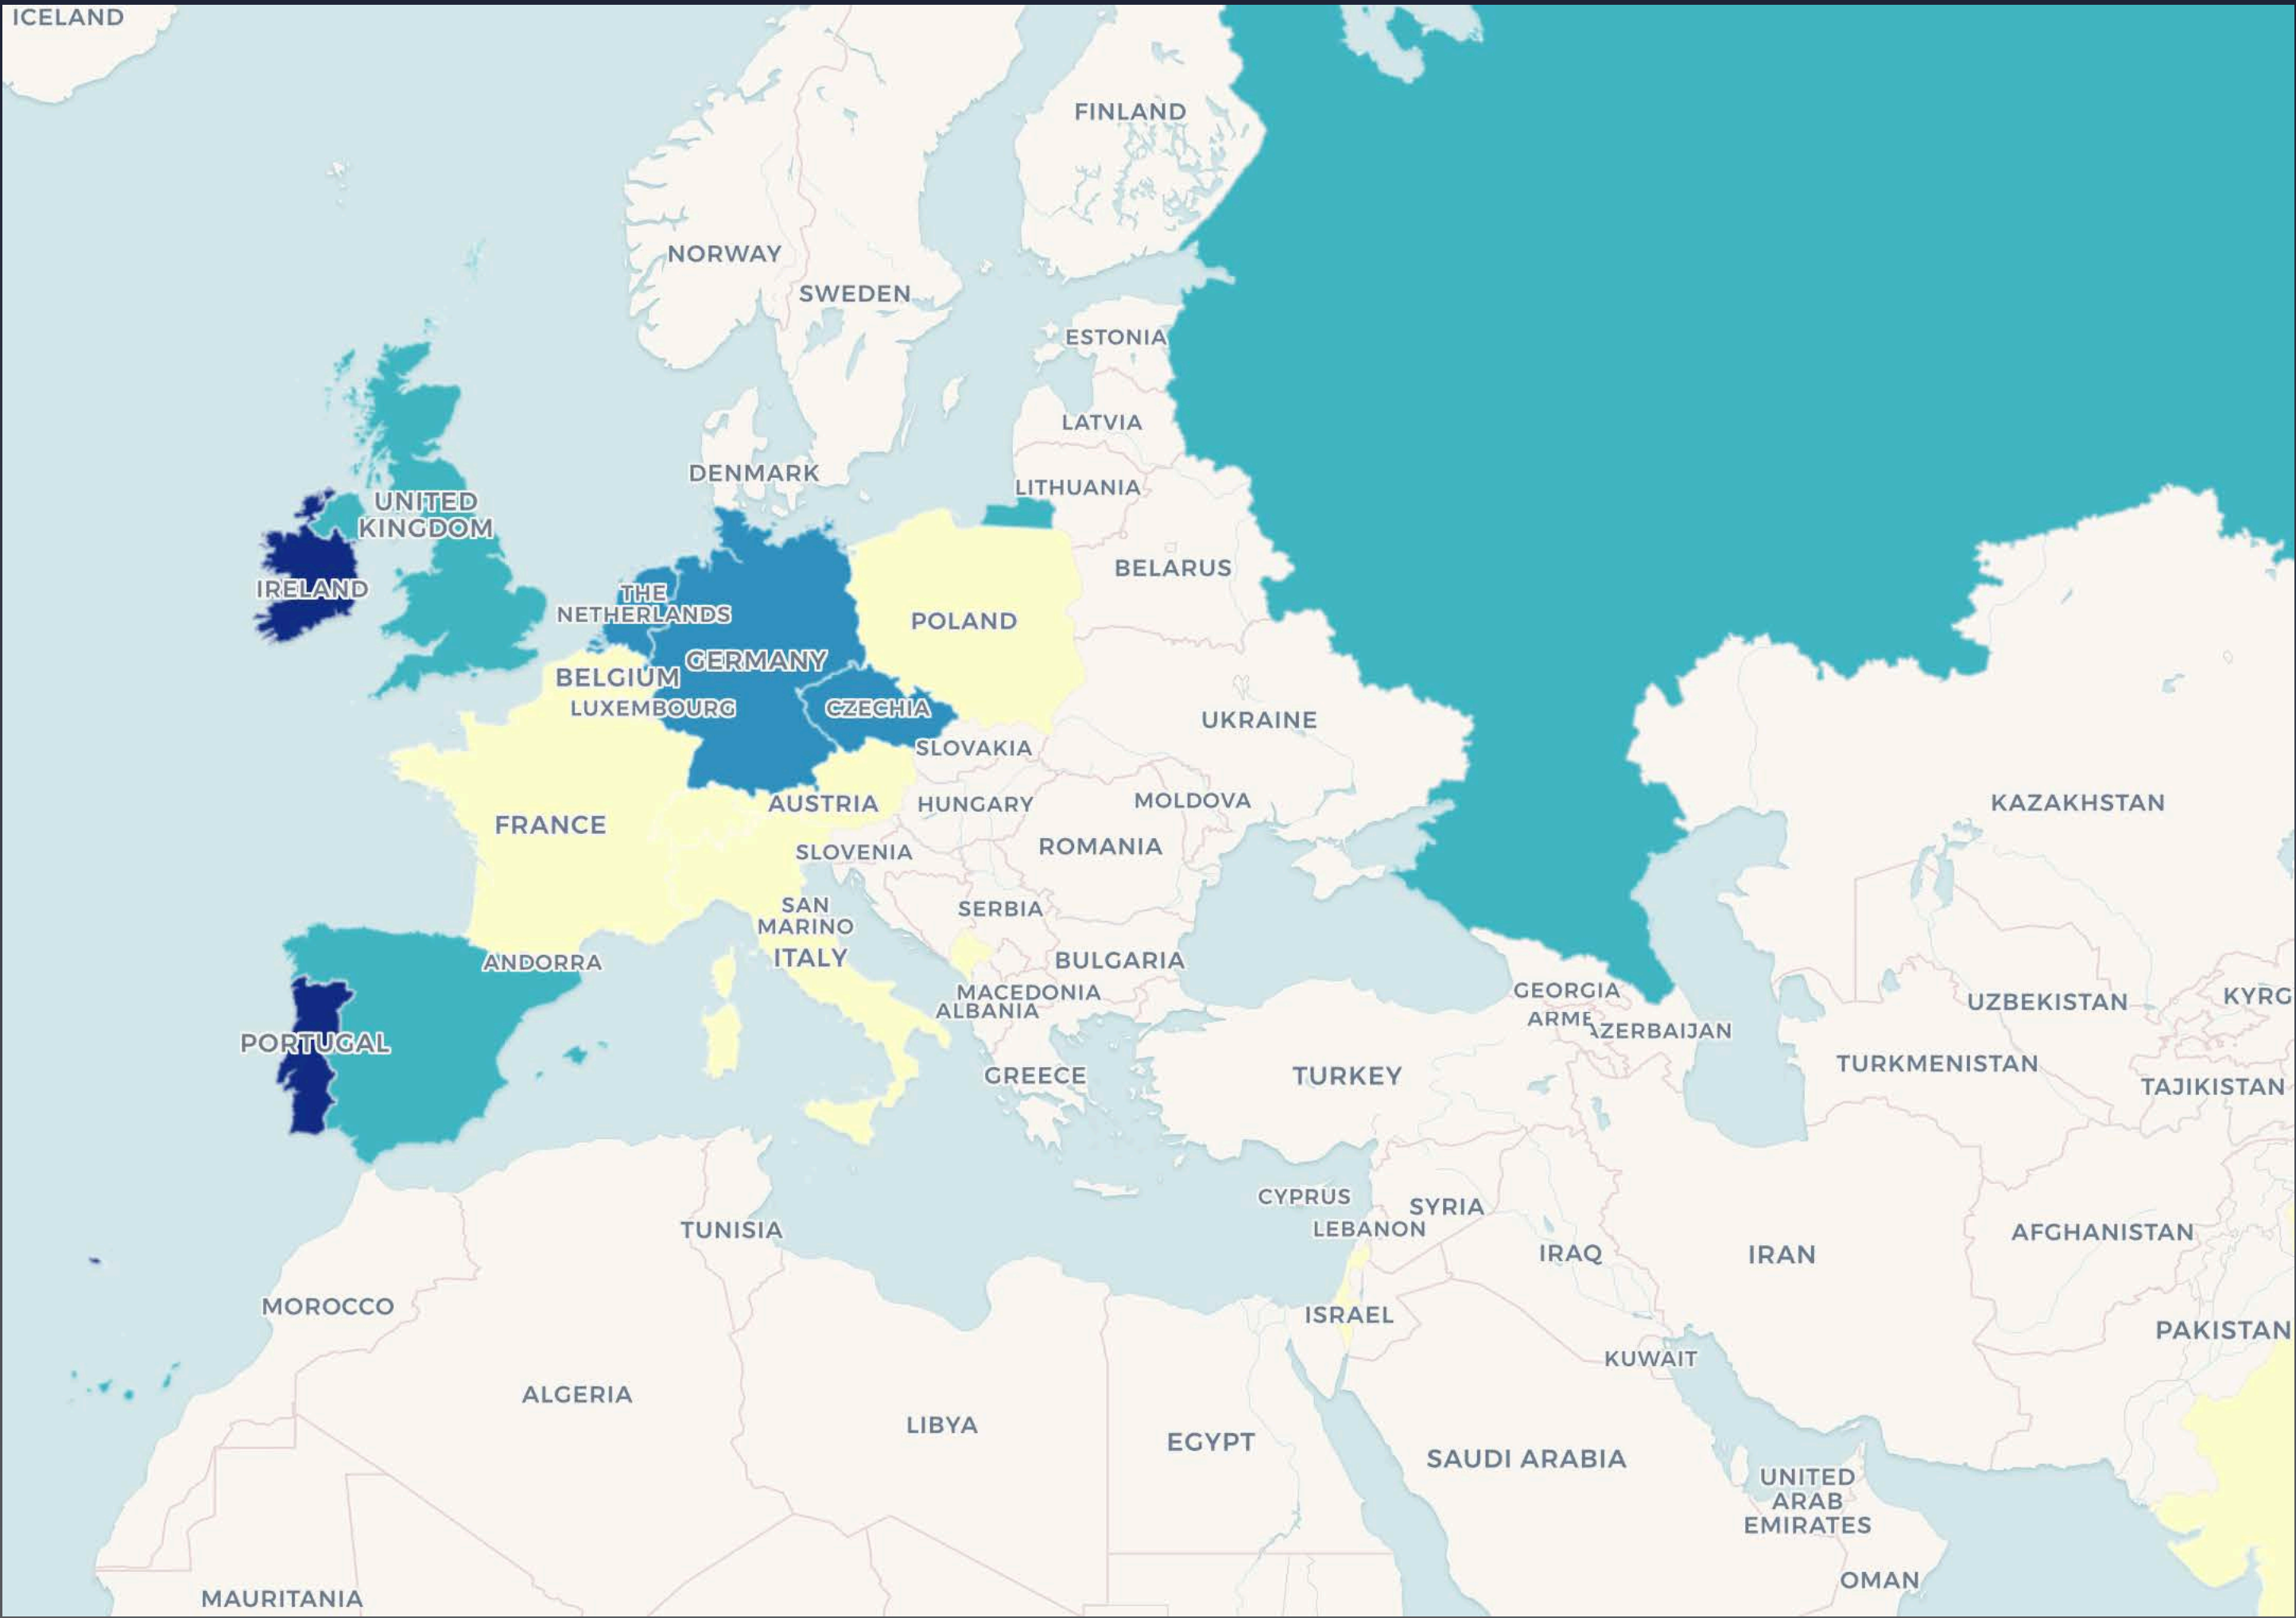 ICELAND
FINLAND
NORWAY
SWEDEN
ESTONIA
LATVIA
DENMARK
LITHUANIA
UNITED
KINGDOM
BELARUS
IRELAND
THE
NETHERLANDS
POLAND
GERMANY
BELGIUM
LUXEMBOURG
CZECHIA
UKRAINE
SLOVAKIA
AUSTRIA
HUNGARY
MOLDOVA
KAZAKHSTAN
FRANCE
ROMANIA
SLOVENIA
SAN
MARINO
SERBIA
ITALY
ANDORRA
BULGARIA
MACEDONIA
ALBANIA
GEORGIA
ARME
AZERBAIJAN
UZBEKISTAN
KYRG
PORTUGAL
GREECE
TURKEY
TURKMENISTAN
TAJIKISTAN
CYPRUS
SYRIA
LEBANON
TUNISIA
IRAQ
IRAN
AFGHANISTAN
MOROCCO
ISRAEL
PAKISTAN
KUWAIT
ALGERIA
LIBYA
EGYPT
SAUDI ARABIA
UNITED
ARAB
EMIRATES
OMAN
MAURITANIA